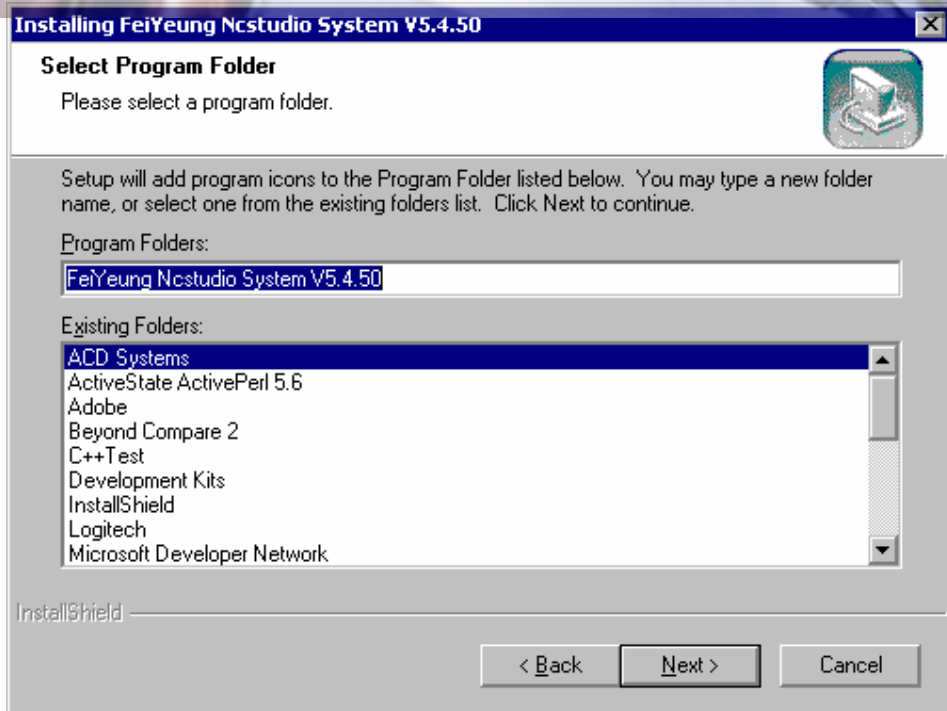 Installing FeiYeung Ncstudio System V5.4.50
Select Program Folder
Please select a program folder.
Setup will add program icons to the Program Folder listed below. You may type a new folder
name, or select one from the existing folders list. Click Next to continue.
Program Folders:
FeiYeung Ncstudio System V5.4.50
Existing Folders:
ACD Systems
ActiveState ActivePerl 5.6
Adobe
Beyond Compare 2
C++Test
Development Kits
InstallShield
Logitech
Microsoft Developer Network
InstallShield
< Back
Next >
Cancel